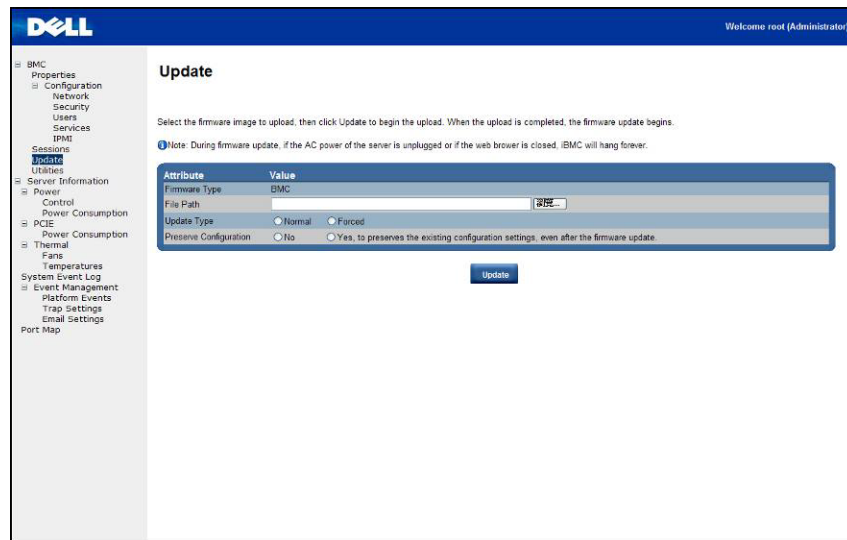 DELL
Welcome root (Administrator)
BMC
Properties
Configuration
Network
Security
Users
Services
IPMI
Sessions
Update
Utilities
Server Information
Power
Control
Power Consumption
PCIE
Power Consumption
Thermal
Fans
Temperatures
System Event Log
Event Management
Platform Events
Trap Settings
Email Settings
Port Map
Update
Select the firmware image to upload, then click Update to begin the upload. When the upload is completed, the firmware update begins.
Note: During firmware update, if the AC power of the server is unplugged or if the web brower is closed, iBMC will hang forever.
Attribute Value
Firmware Type BMC
File Path 瀏覽...
Update Type Normal Forced
Preserve Configuration No Yes, to preserves the existing configuration settings, even after the firmware update.
Update